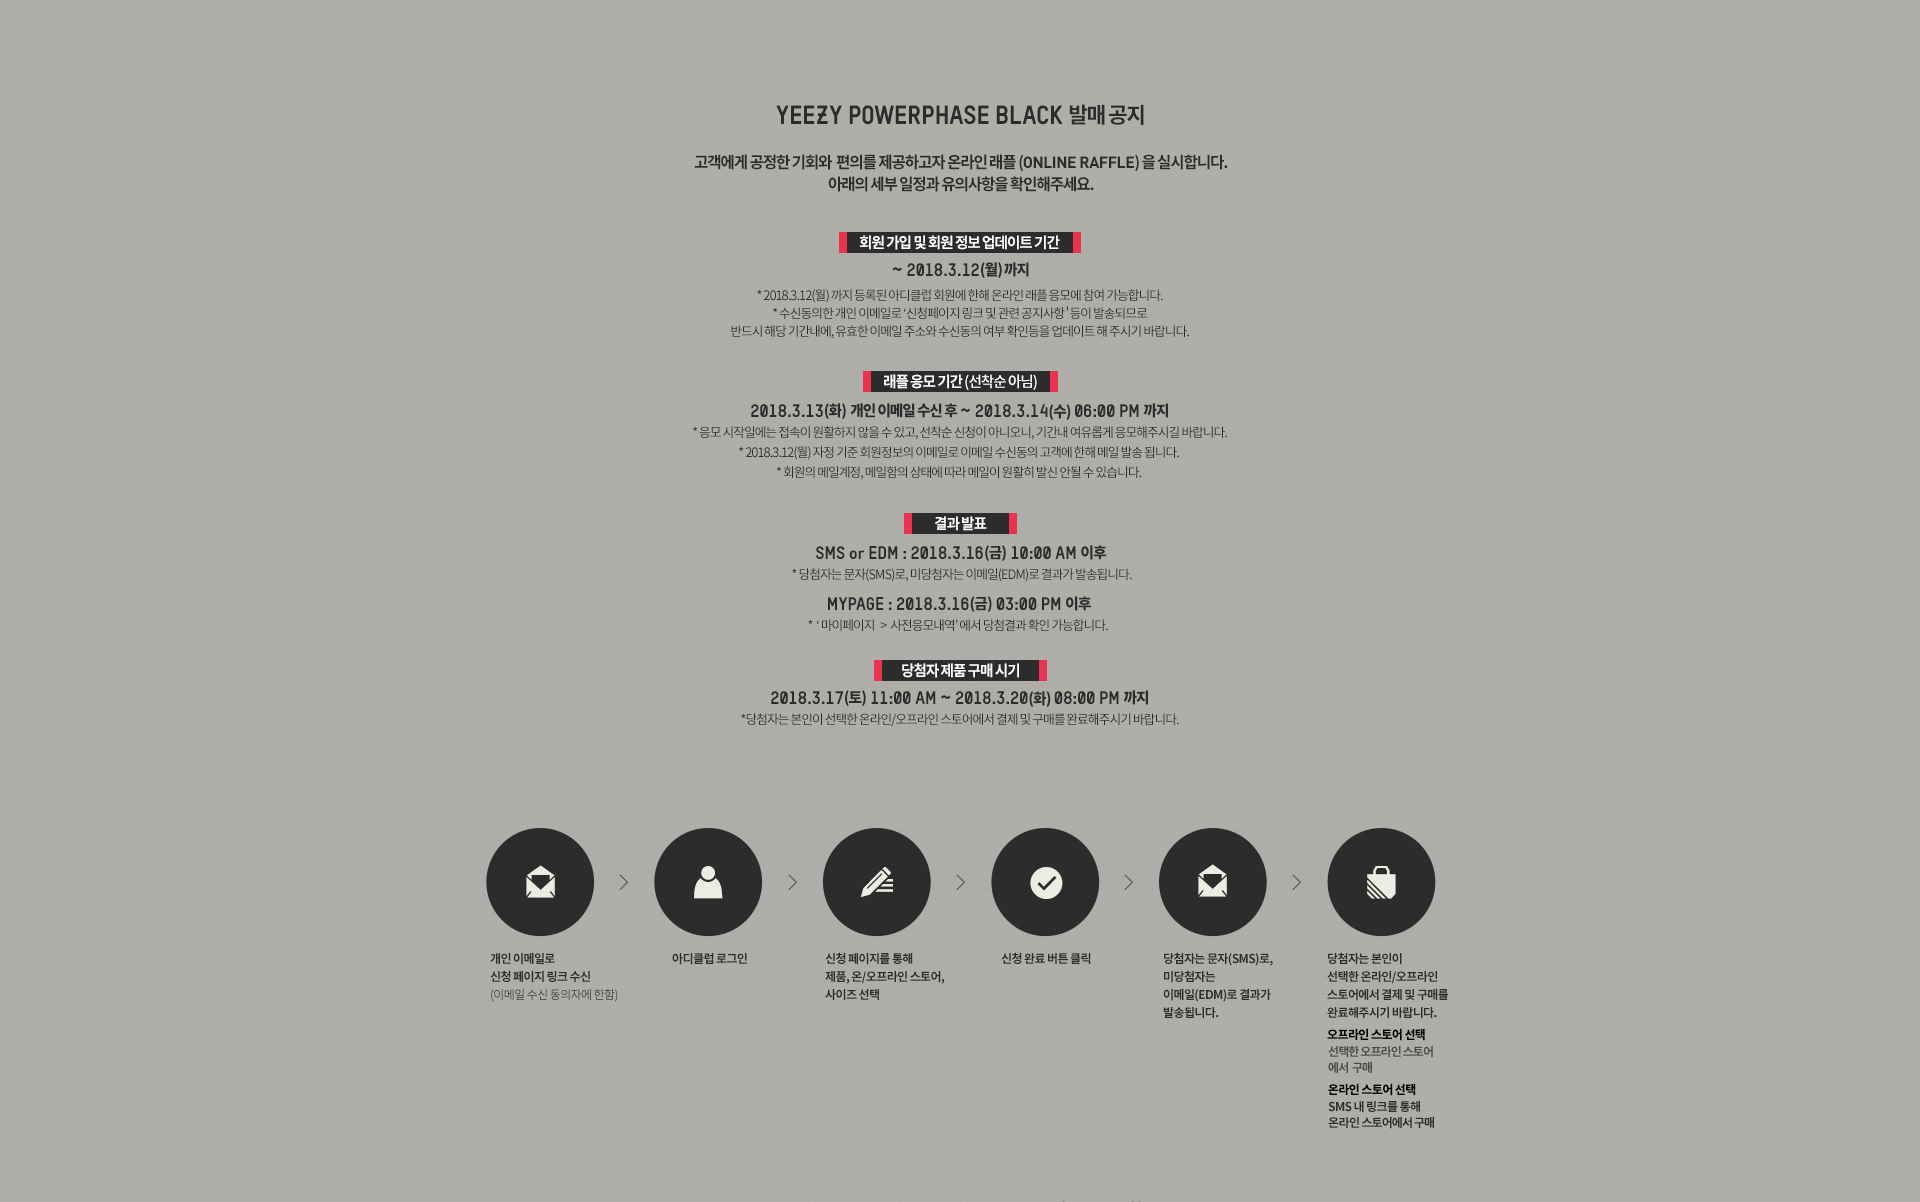 YEEZY POWERPHASE BLACK 발매 공지
고객에게 공정한 기회와 편의를 제공하고자 온라인 래플 (ONLINE RAFFLE) 을 실시합니다.
아래의 세부 일정과 유의사항을 확인해주세요.
회원 가입 및 회원 정보 업데이트 기간
~ 2018.3.12(월) 까지
* 2018.3.12(월) 까지 등록된 아디클럽 회원에 한해 온라인 래플 응모에 참여 가능합니다.
* 수신동의한 개인 이메일로 ‘신청페이지 링크 및 관련 공지사항 ' 등이 발송되므로
반드시 해당 기간내에, 유효한 이메일 주소와 수신동의 여부 확인등을 업데이트 해 주시기 바랍니다.
래플 응모 기간 (선착순 아님)
2018.3.13(화) 개인 이메일 수신 후 ~ 2018.3.14(수) 06:00 PM 까지
* 응모 시작일에는 접속이 원활하지 않을 수 있고, 선착순 신청이 아니오니, 기간내 여유롭게 응모해주시길 바랍니다.
* 2018.3.12(월) 자정 기준 회원정보의 이메일로 이메일 수신동의 고객에 한해 메일 발송 됩니다.
* 회원의 메일계정, 메일함의 상태에 따라 메일이 원활히 발신 안될 수 있습니다.
결과 발표
SMS or EDM : 2018.3.16(금) 10:00 AM 이후
* 당첨자는 문자(SMS)로, 미당첨자는 이메일(EDM)로 결과가 발송됩니다.
MYPAGE : 2018.3.16(금) 03:00 PM 이후
* ‘ 마이페이지 > 사전응모내역’ 에서 당첨결과 확인 가능합니다.
당첨자 제품 구매 시기
2018.3.17(토) 11:00 AM ~ 2018.3.20(화) 08:00 PM 까지
*당첨자는 본인이 선택한 온라인/오프라인 스토어에서 결제 및 구매를 완료해주시기 바랍니다.
개인 이메일로
신청 페이지 링크 수신
(이메일 수신 동의자에 한함)
아디클럽 로그인
신청 페이지를 통해
제품, 온/오프라인 스토어,
사이즈 선택
신청 완료 버튼 클릭
당첨자는 문자(SMS)로,
미당첨자는
이메일(EDM)로 결과가
발송됩니다.
당첨자는 본인이
선택한 온라인/오프라인
스토어에서 결제 및 구매를
완료해주시기 바랍니다.
오프라인 스토어 선택
선택한 오프라인 스토어
에서 구매
온라인 스토어 선택
SMS 내 링크를 통해
온라인 스토어에서 구매